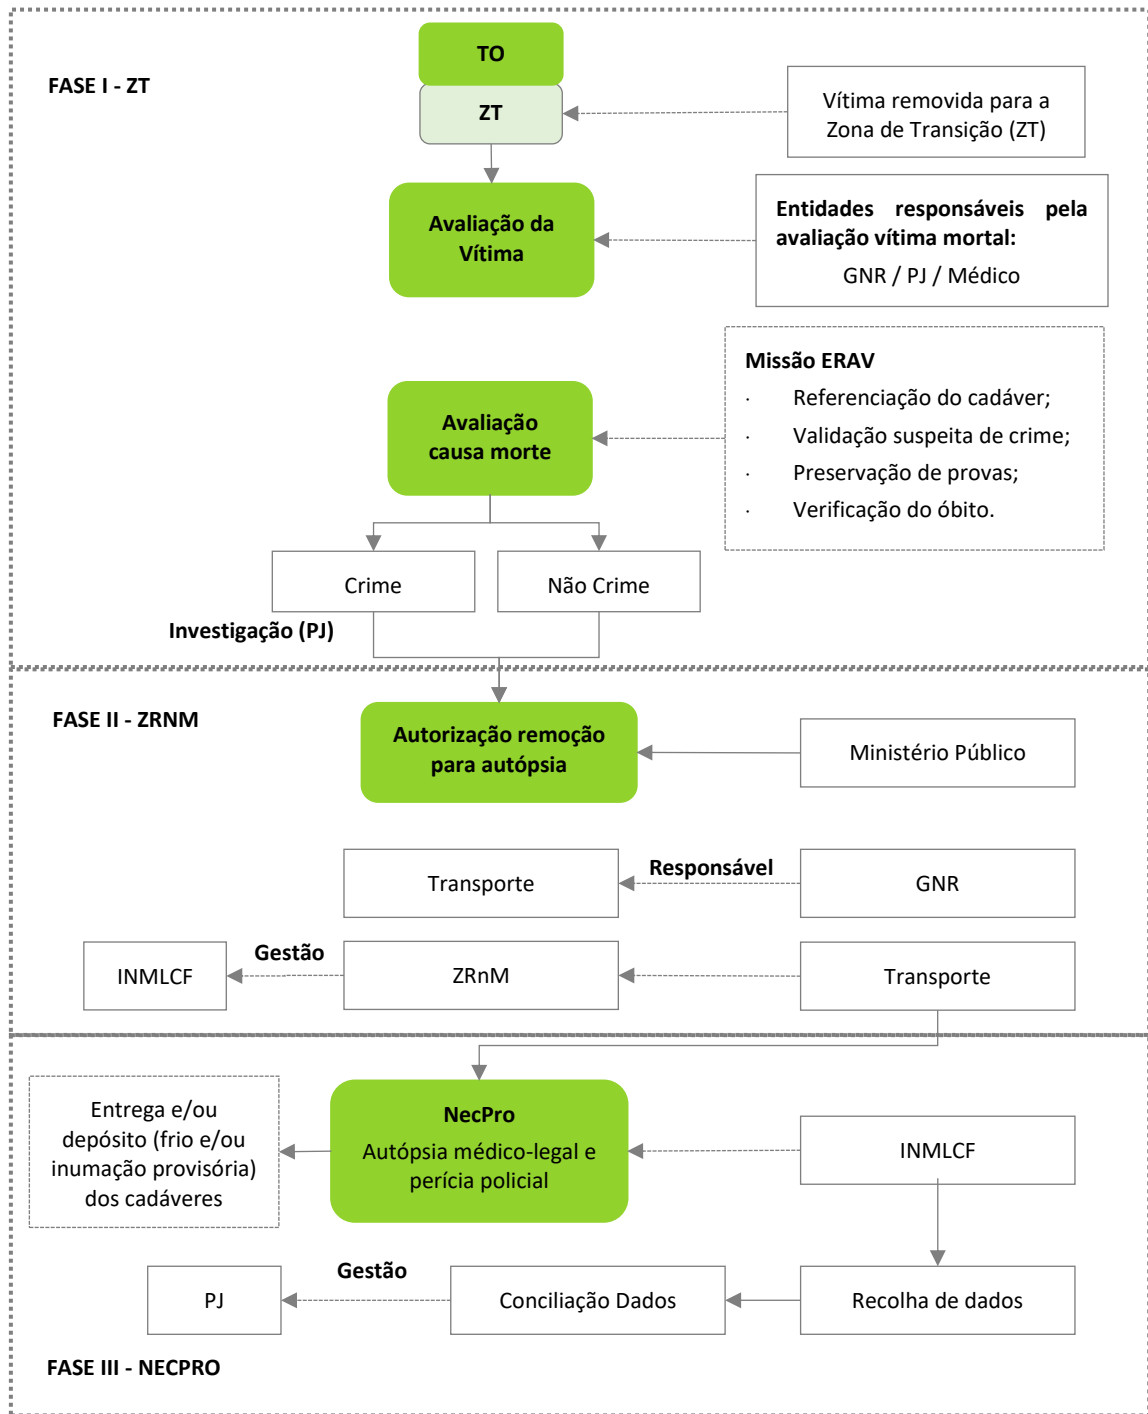 TO
FASE I - ZT
ZT
Vítima removida para a
Zona de Transição (ZT)
Avaliação da
Vítima
Entidades responsáveis pela
avaliação vítima mortal:
GNR / PJ / Médico
Missão ERAV
· Referenciação do cadáver;
· Validação suspeita de crime;
· Preservação de provas;
· Verificação do óbito.
Avaliação
causa morte
Crime
Não Crime
Investigação (PJ)
FASE II - ZRNM
Autorização remoção
para autópsia
Ministério Público
Transporte
Responsável
GNR
INMLCF
Gestão
ZRnM
Transporte
Entrega e/ou
depósito (frio e/ou
inumação provisória)
dos cadáveres
NecPro
Autópsia médico-legal e
perícia policial
INMLCF
PJ
Gestão
Conciliação Dados
Recolha de dados
FASE III - NECPRO